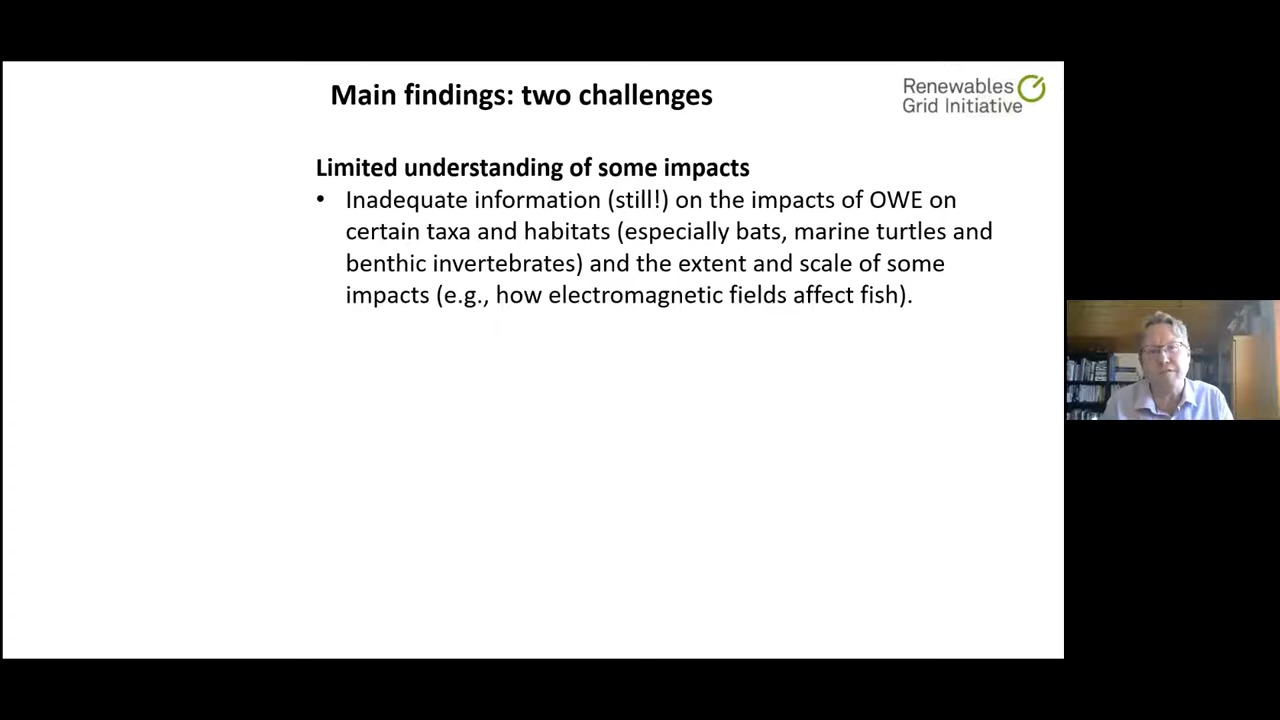 Main findings: two challenges
Renewables
Grid Initiative
Limited understanding of some impacts
• Inadequate information (still!) on the impacts of OWE on
certain taxa and habitats (especially bats, marine turtles and
benthic invertebrates) and the extent and scale of some
impacts (e.g., how electromagnetic fields affect fish).